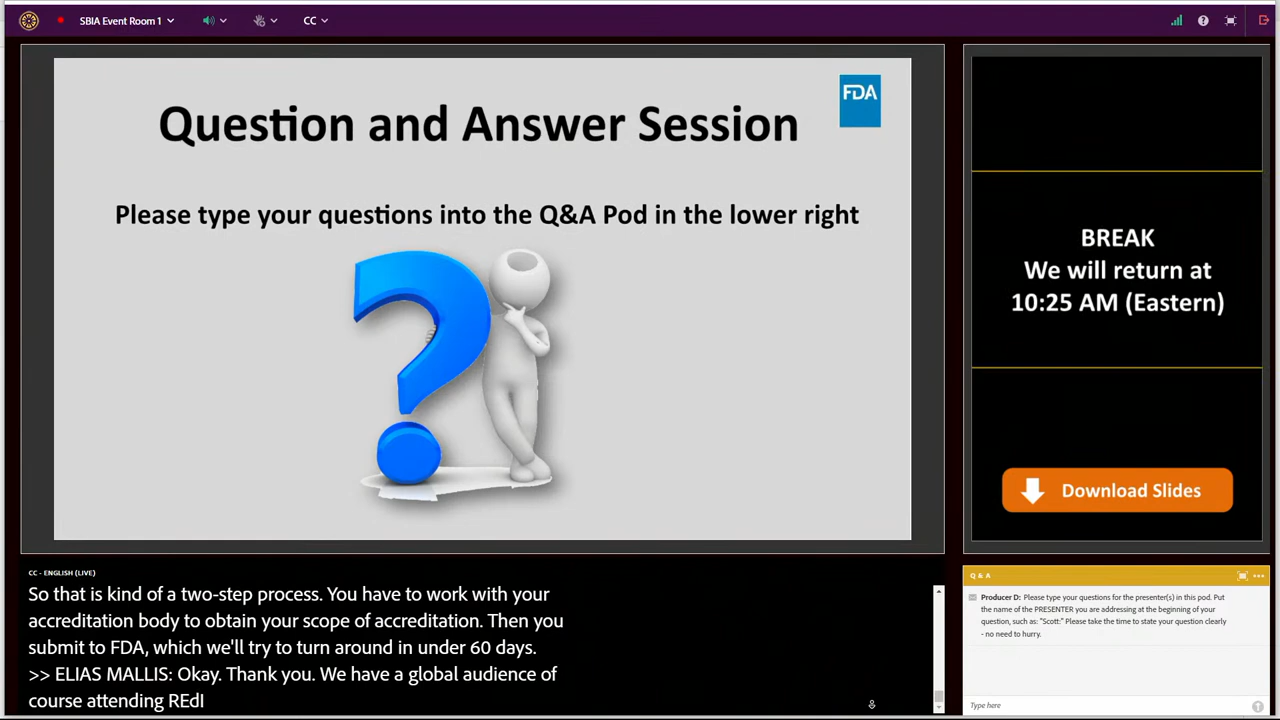 SBIA Event Room 1
CC
FDA
Question and Answer Session
Please type your questions into the Q&A Pod in the lower right
BREAK
We will return at
10:25 AM (Eastern)
Download Slides
CC - ENGLISH (LIVE)
So that is kind of a two-step process. You have to work with your
accreditation body to obtain your scope of accreditation. Then you
submit to FDA, which we'll try to turn around in under 60 days.
>> ELIAS MALLIS: Okay. Thank you. We have a global audience of
course attending REdI
Q & A
Producer D: Please type your questions for the presenter(s) in this pod. Put
the name of the PRESENTER you are addressing at the beginning of your
question, such as: "Scott:" Please take the time to state your question clearly
- no need to hurry.
Type here